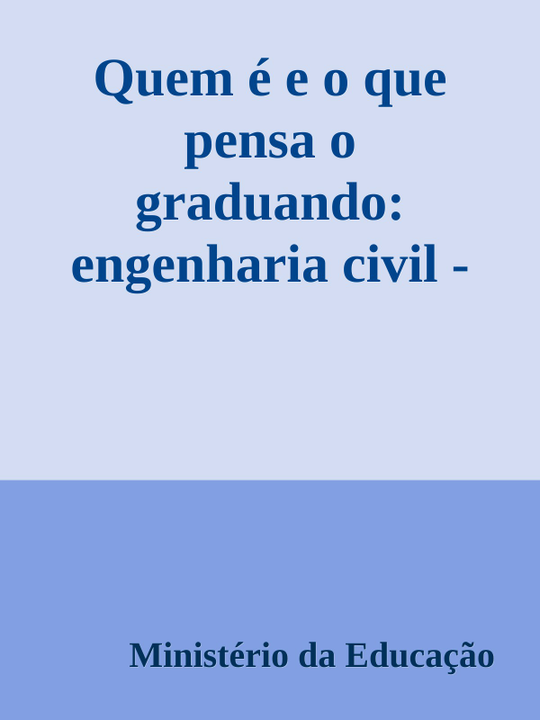 Quem é e o que
pensa o
graduando:
engenharia civil -
Ministério da Educação